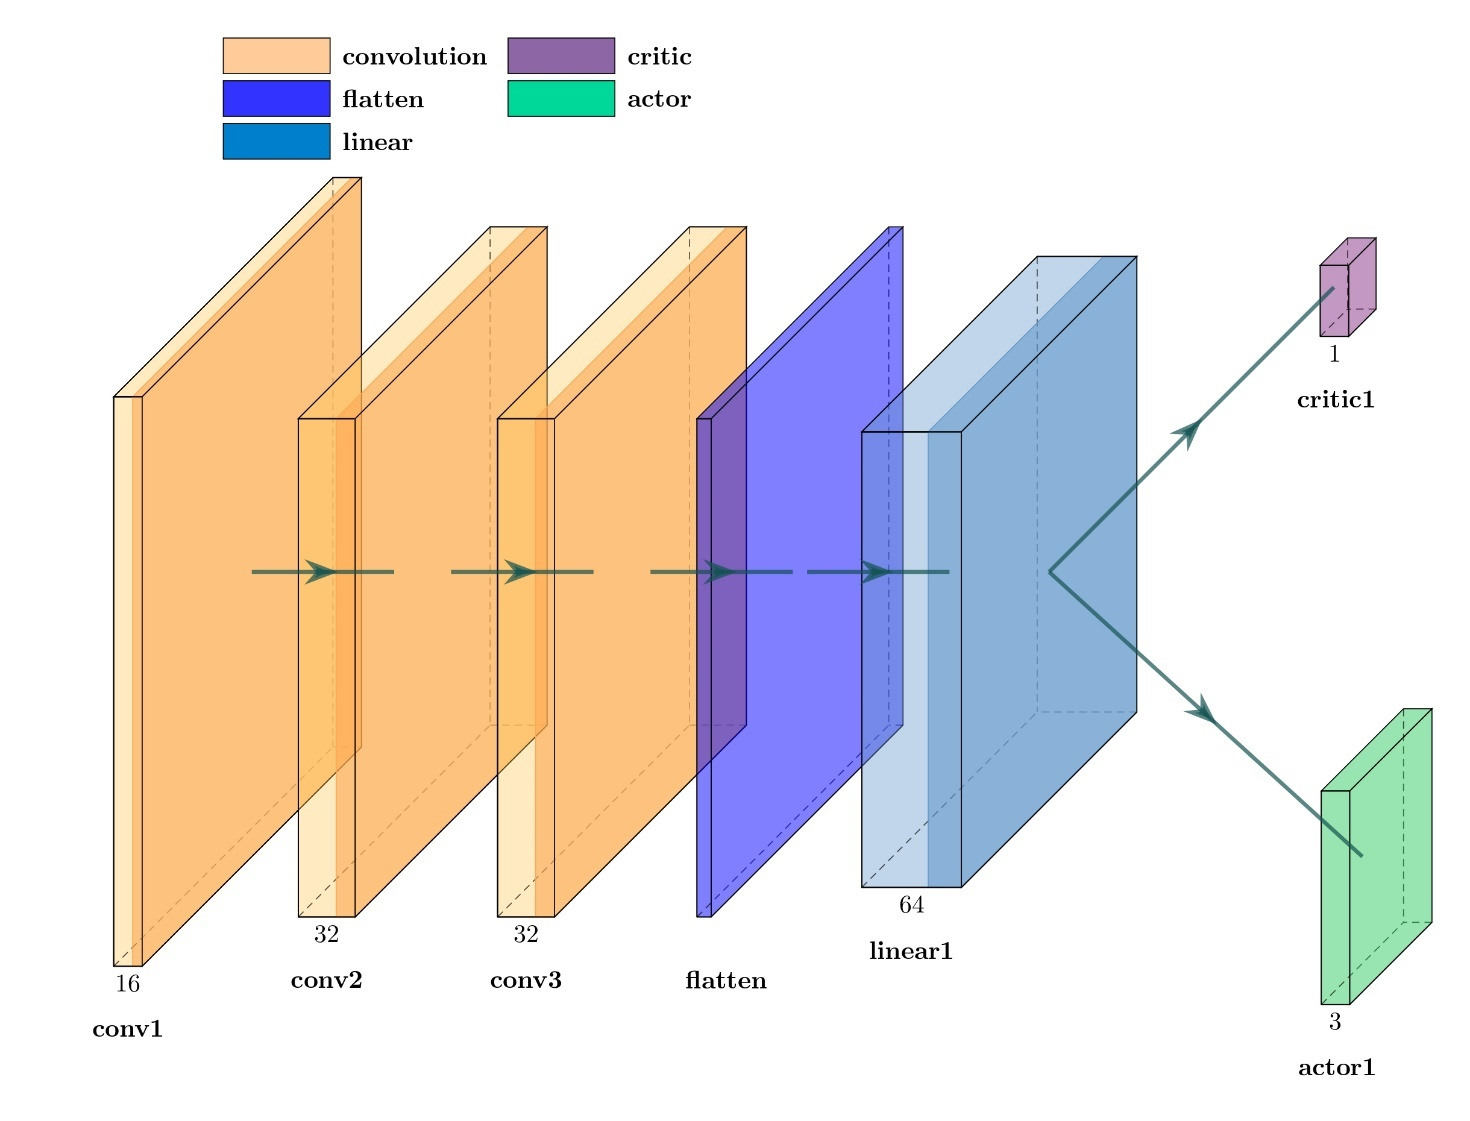 convolution
critic
flatten
actor
linear
16
conv1
32
conv2
32
conv3
flatten
64
linear1
1
critic1
3
actor1